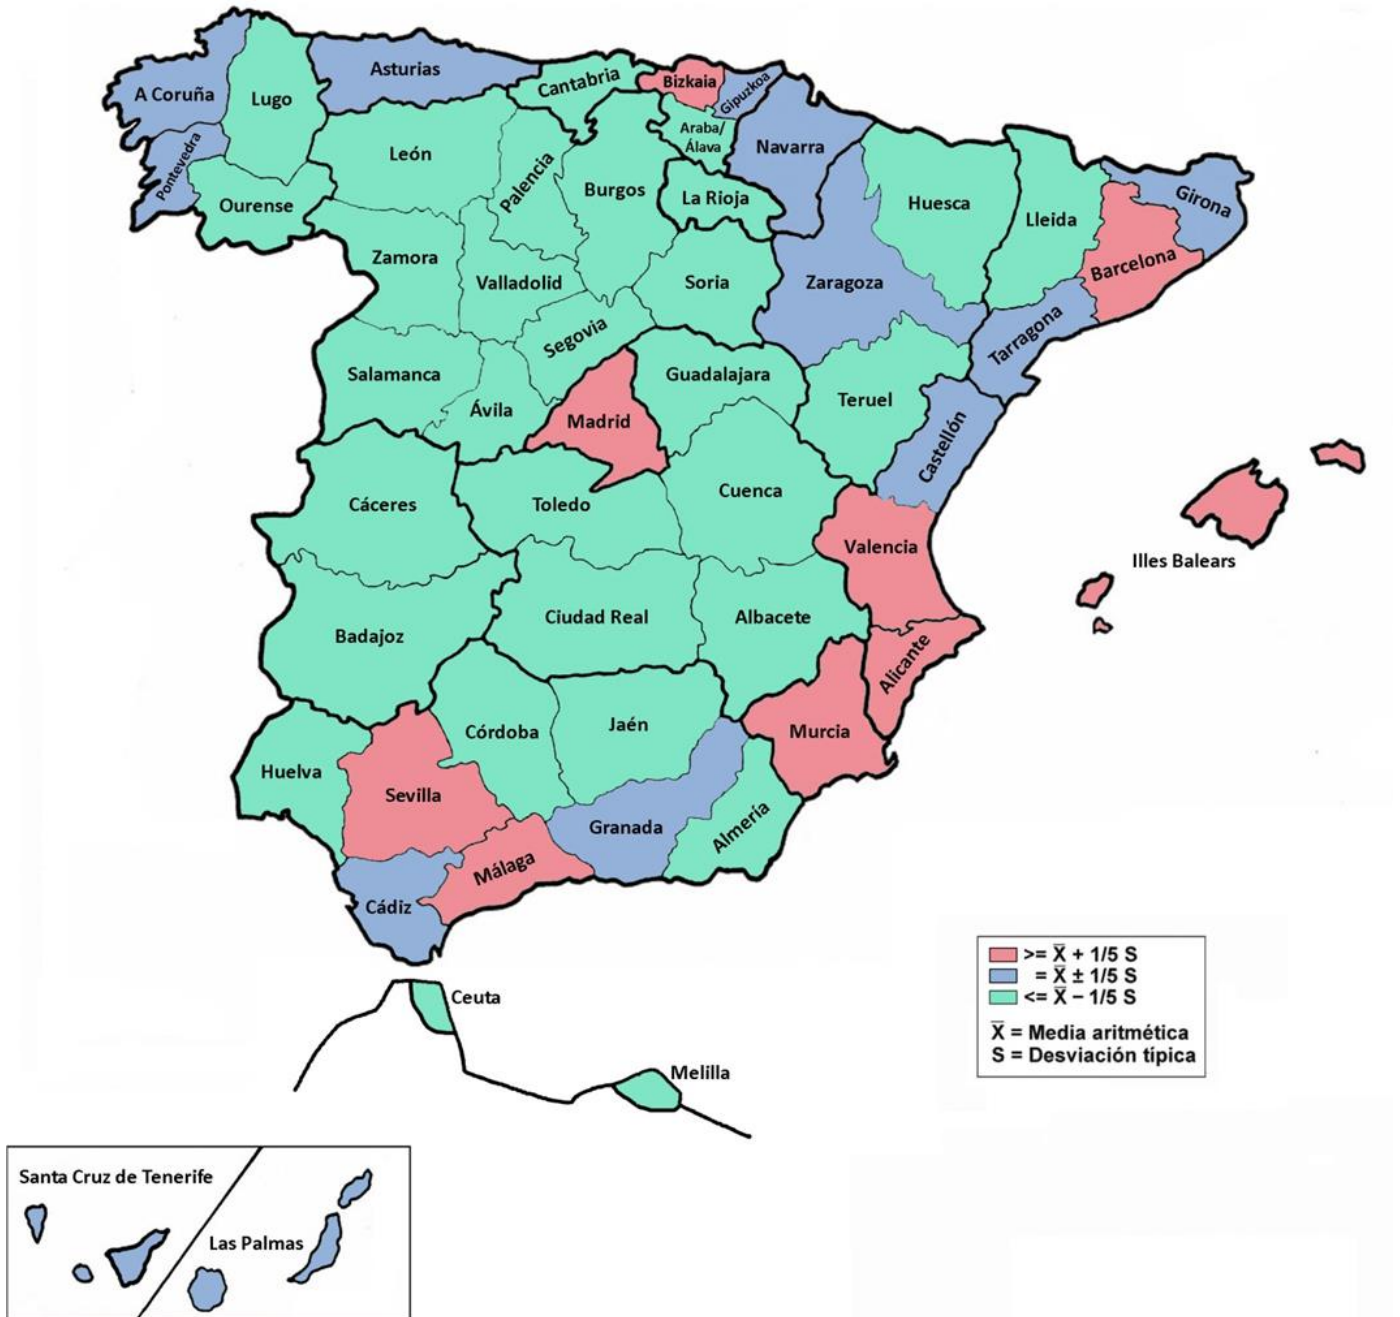 A Coruña
Lugo
Asturias
Cantabria
Bizkaia
Gipuzkoa
Araba/
Álava
Navarra
Pontevedra
Ourense
León
Palencia
Burgos
La Rioja
Huesca
Lleida
Girona
Barcelona
Zamora
Valladolid
Soria
Zaragoza
Tarragona
Segovia
Salamanca
Ávila
Madrid
Guadalajara
Teruel
Castellón
Cáceres
Toledo
Cuenca
Valencia
Illes Balears
Badajoz
Ciudad Real
Albacete
Alicante
Huelva
Sevilla
Córdoba
Jaén
Murcia
Granada
Almería
Málaga
Cádiz
>= X̅ + 1/5 S
= X̅ ± 1/5 S
<= X̅ − 1/5 S
X̅ = Media aritmética
S = Desviación típica
Ceuta
Melilla
Santa Cruz de Tenerife
Las Palmas